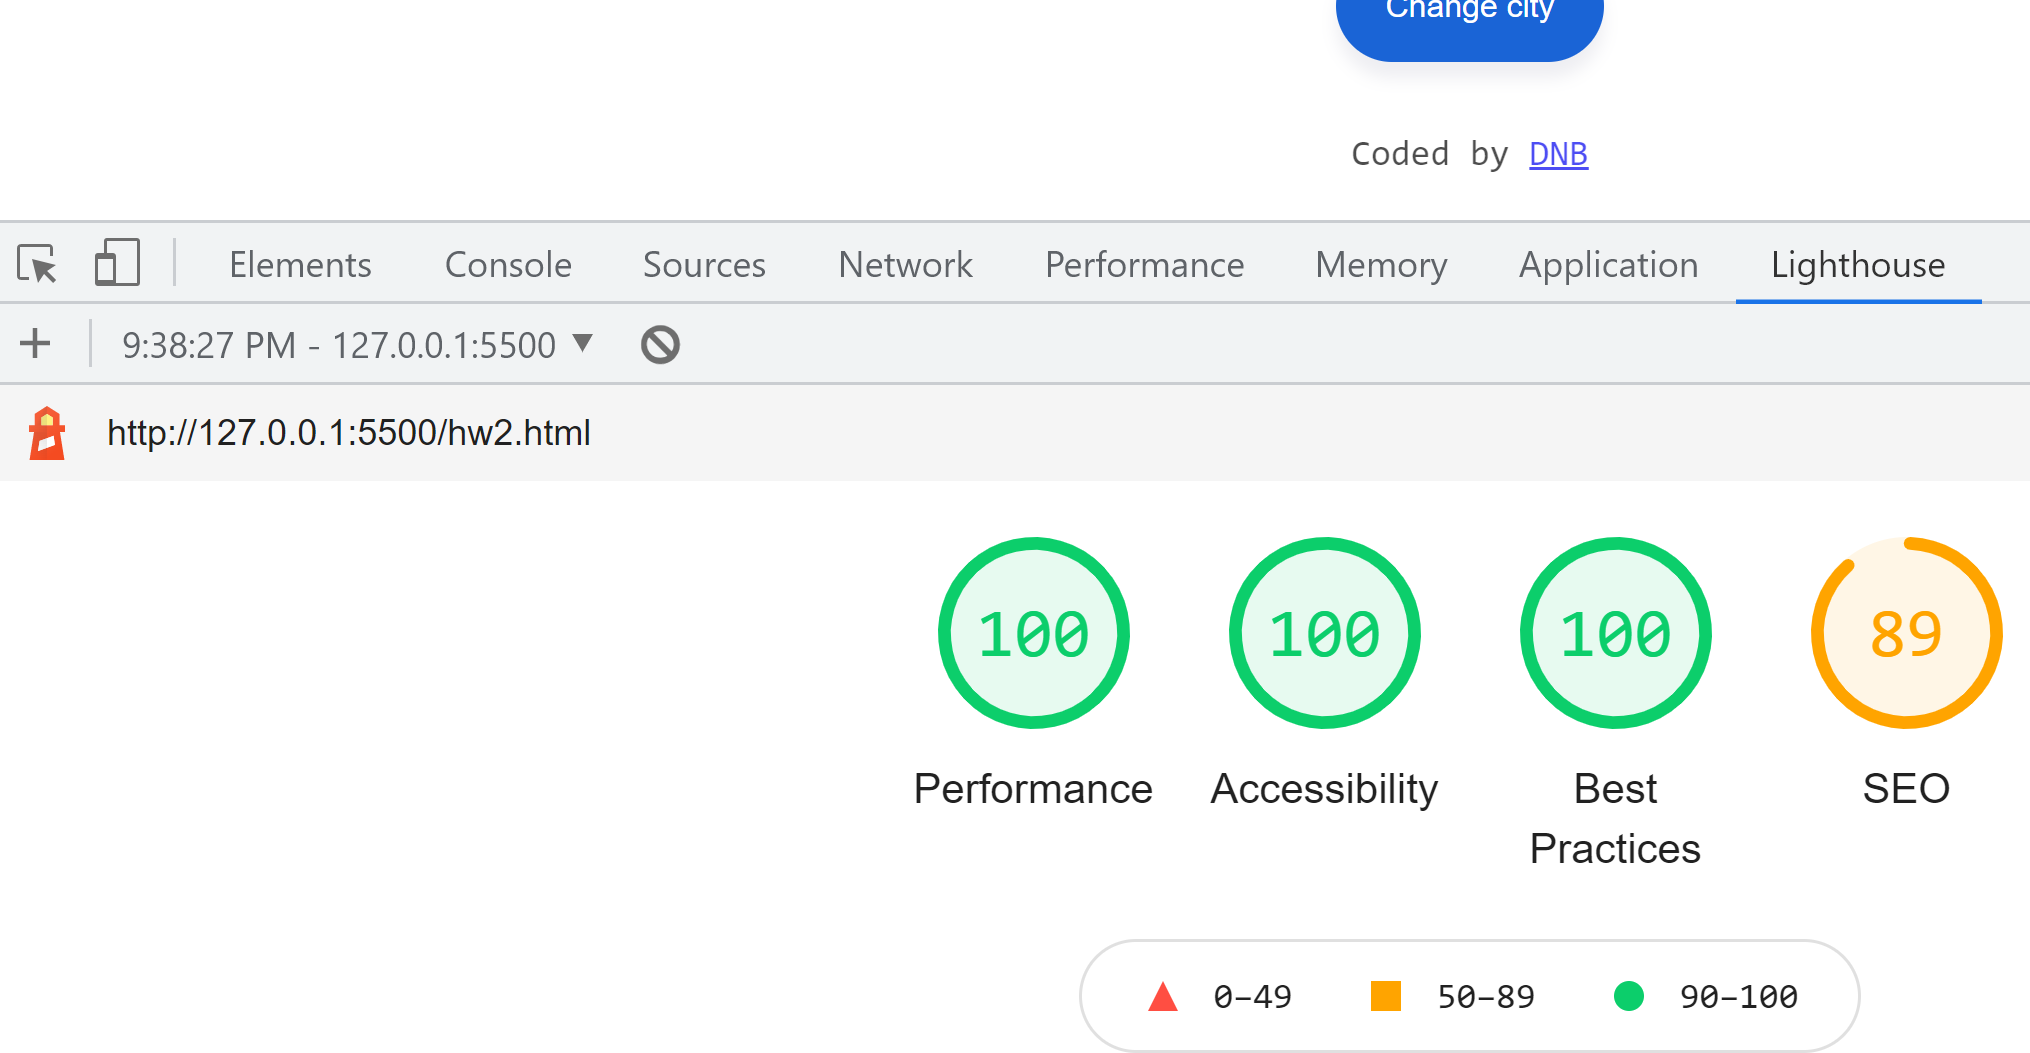 Change city
Coded by DNB
Elements Console Sources Network Performance Memory Application Lighthouse
9:38:27 PM - 127.0.0.1:5500
http://127.0.0.1:5500/hw2.html
100 100 100 89
Performance Accessibility Best Practices SEO
0–49 50–89 90–100